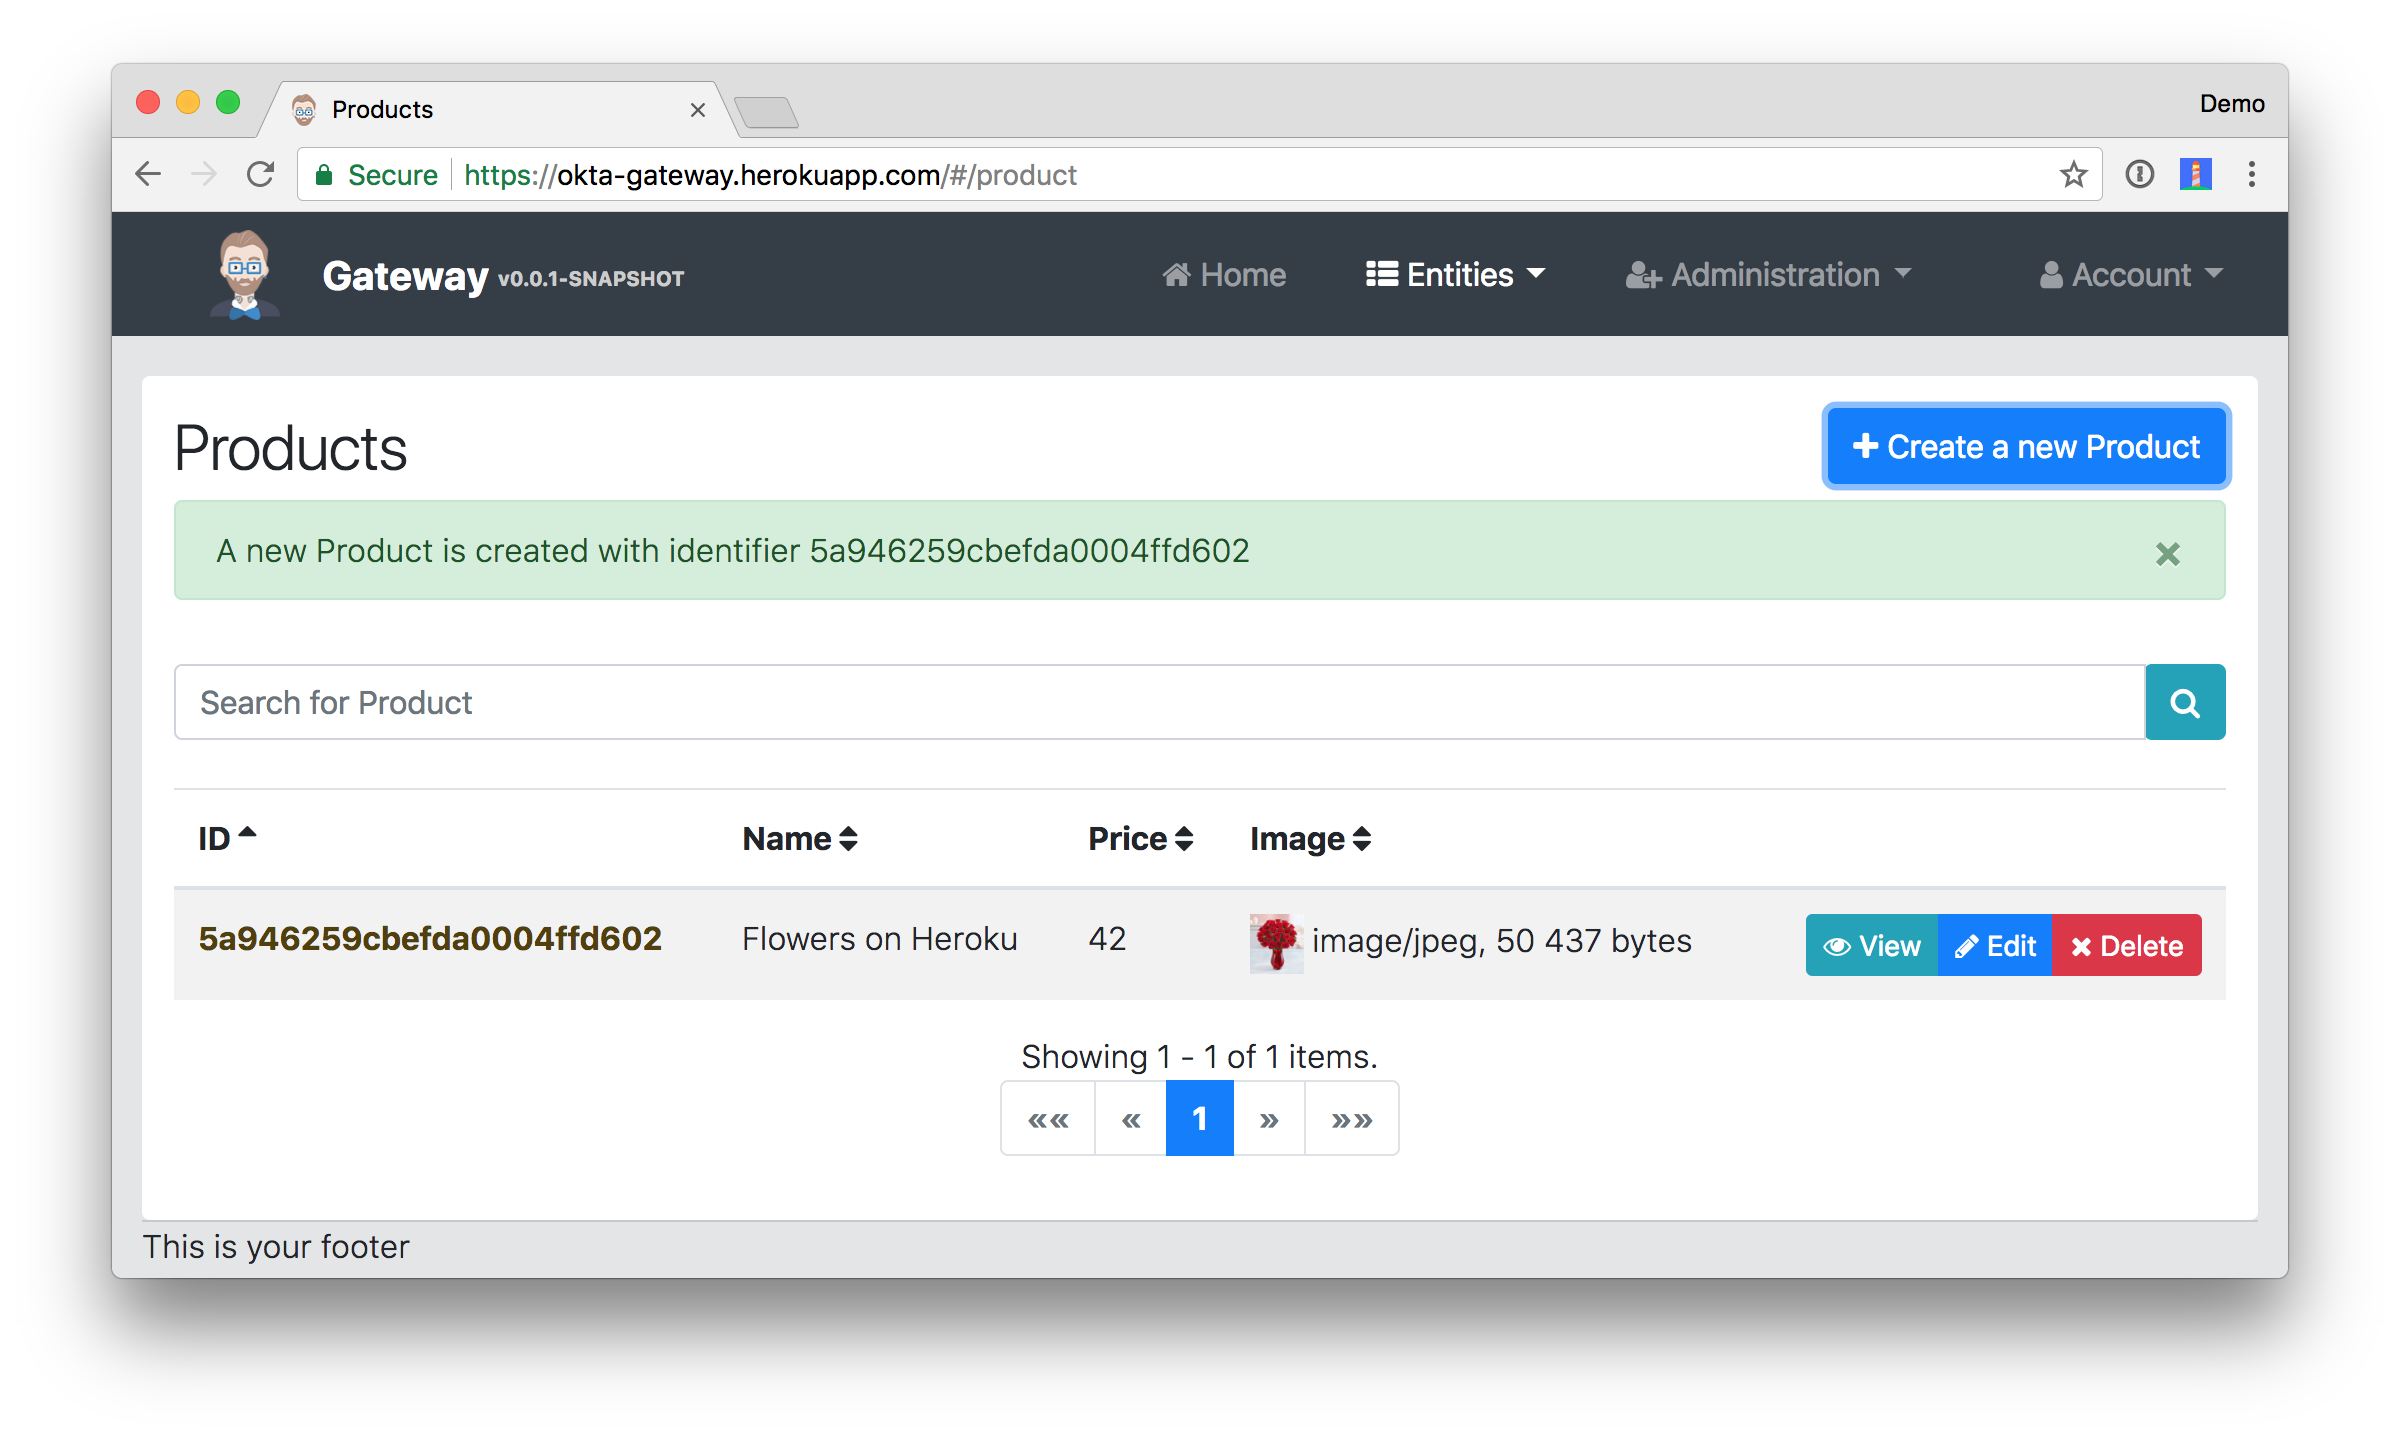 Products
Demo
Secure https://okta-gateway.herokuapp.com/#/product
Gateway v0.0.1-SNAPSHOT Home Entities Administration Account
Products
Create a new Product
A new Product is created with identifier 5a946259cbefda0004ffd602
Search for Product
ID Name Price Image
5a946259cbefda0004ffd602 Flowers on Heroku 42 image/jpeg, 50 437 bytes View Edit Delete
Showing 1 - 1 of 1 items.
«« « 1 » »»
This is your footer